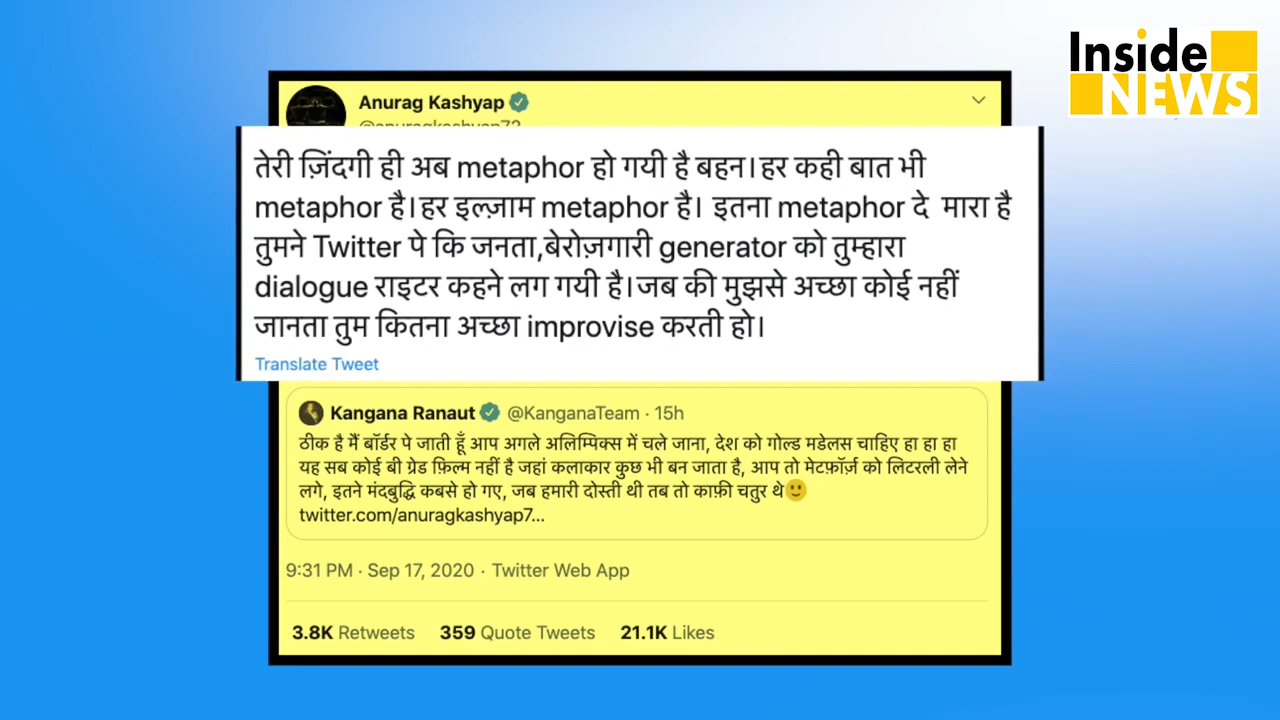 Inside
NEWS
Anurag Kashyap
@anuragkashyap72
तेरी ज़िंदगी ही अब metaphor हो गयी है बहन।हर कही बात भी
metaphor है।हर इल्ज़ाम metaphor है। इतना metaphor दे मारा है
तुमने Twitter पे कि जनता,बेरोज़गारी generator को तुम्हारा
dialogue राइटर कहने लग गयी है।जब की मुझसे अच्छा कोई नहीं
जानता तुम कितना अच्छा improvise करती हो।
Translate Tweet
Kangana Ranaut @KanganaTeam · 15h
ठीक है मैं बॉर्डर पे जाती हूँ आप अगले अलिम्पिक्स में चले जाना, देश को गोल्ड मडेलस चाहिए हा हा हा
यह सब कोई बी ग्रेड फ़िल्म नहीं है जहां कलाकार कुछ भी बन जाता है, आप तो मेटफ़ॉर्ज़ को लिटरली लेने
लगे, इतने मंदबुद्धि कबसे हो गए, जब हमारी दोस्ती थी तब तो काफ़ी चतुर थे🙂
twitter.com/anuragkashyap7...
9:31 PM · Sep 17, 2020 · Twitter Web App
3.8K Retweets 359 Quote Tweets 21.1K Likes